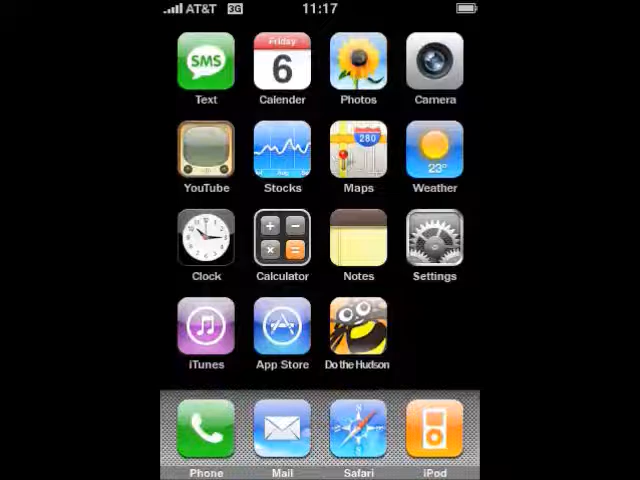 AT&T 3G 11:17
SMS Friday 6 280
Text Calender Photos Camera
23°
YouTube Stocks Maps Weather
Clock Calculator Notes Settings
iTunes App Store Do the Hudson
Phone Mail Safari iPod